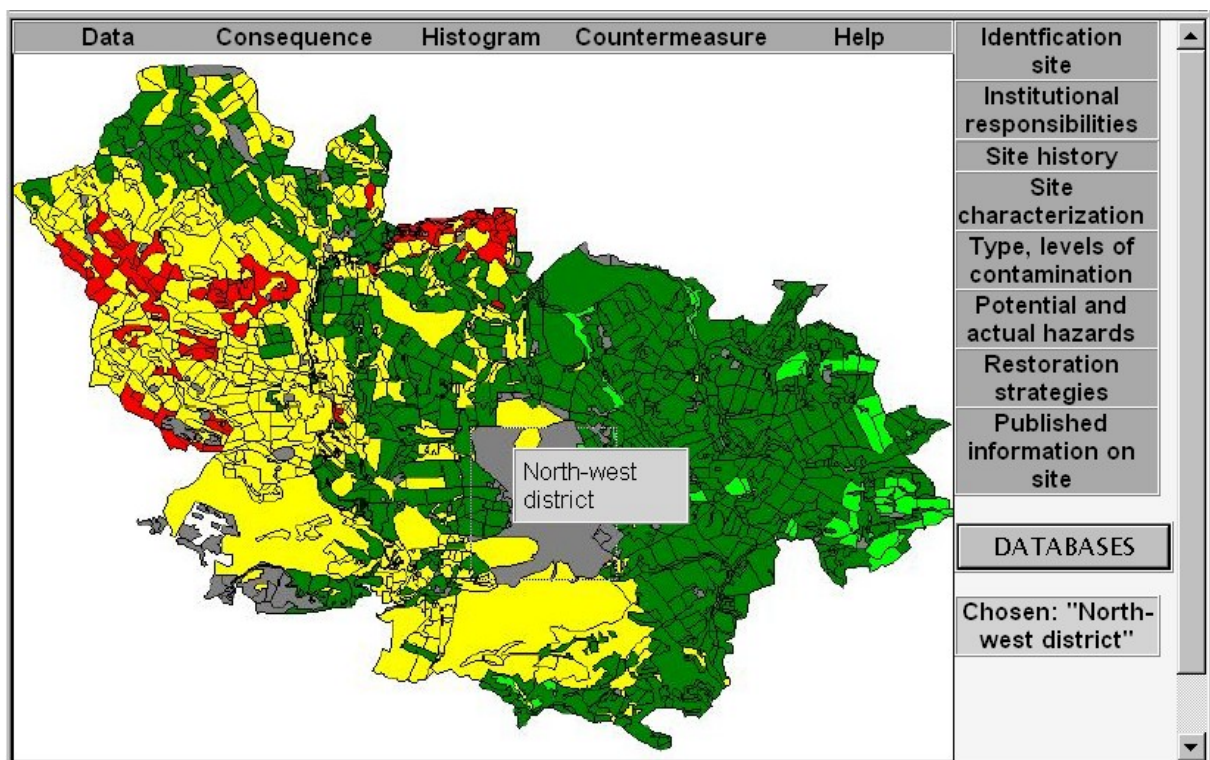 Data Consequence Histogram Countermeasure Help
Identfication
site
Institutional
responsibilities
Site history
Site
characterization
Type, levels of
contamination
Potential and
actual hazards
Restoration
strategies
Published
information on
site
North-west
district
DATABASES
Chosen: "North-
west district"